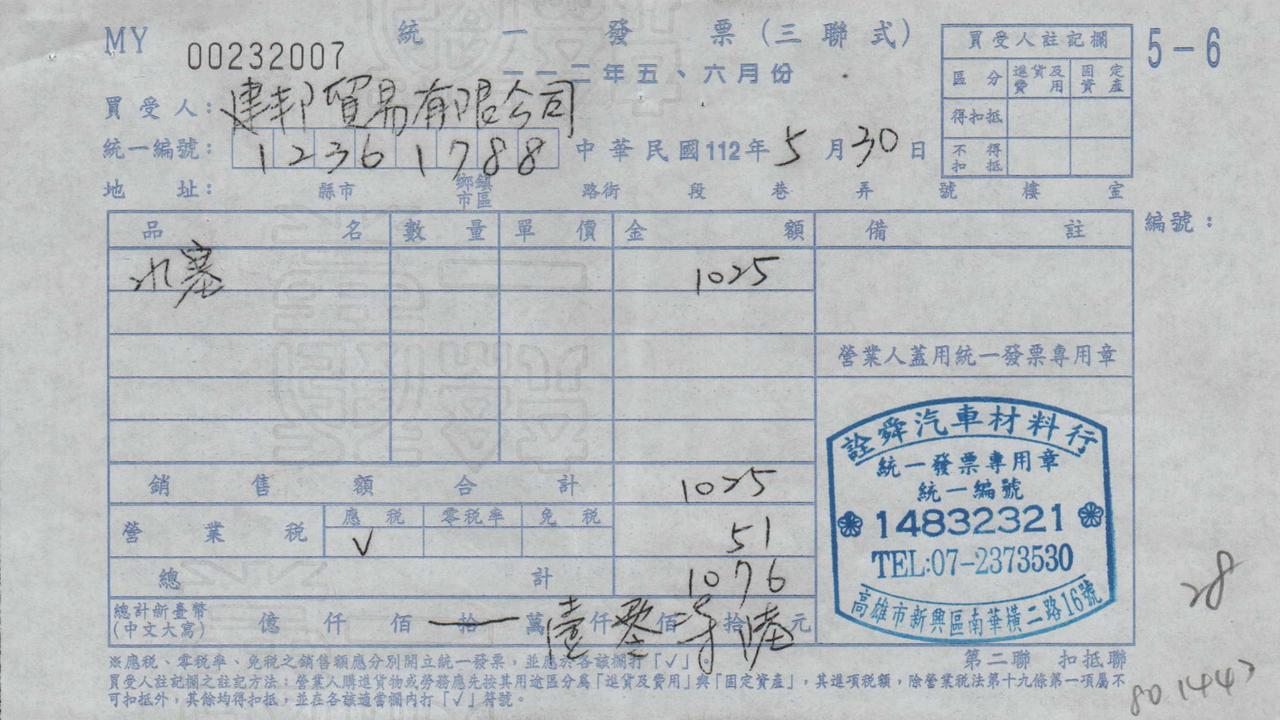 MY 00232007
統一發票(三聯式)
一一二年五、六月份
5-6
買受人註記欄
區分 進貨及費用 固定資產
得扣抵
不得扣抵
買受人: 建邦貿易有限公司
統一編號: 12361788 中華民國112年5月30日
地址: 縣市 鄉鎮市區 路街 段 巷 弄 號 樓 室
品名 數量 單價 金額 備註 編號:
水塞 1025
營業人蓋用統一發票專用章
銷售額合計 1025
營業稅 應稅 零稅率 免稅
✓ 51
總計 1076
總計新臺幣(中文大寫) 億 仟 佰 拾 萬 壹 仟 零 佰 柒 拾 陸 元
詮舜汽車材料行
統一發票專用章
統一編號
14832321
TEL:07-2373530
高雄市新興區南華橫二路16號
※應稅、零稅率、免稅之銷售額應分別開立統一發票,並應於各該欄打「✓」。
第二聯 扣抵聯
買受人註記欄之註記方法:營業人購進貨物或勞務應先按其用途區分為「進貨及費用」與「固定資產」,其進項稅額,除營業稅法第十九條第一項屬不
可扣抵外,其餘均得扣抵,並在各該適當欄內打「✓」符號。
28